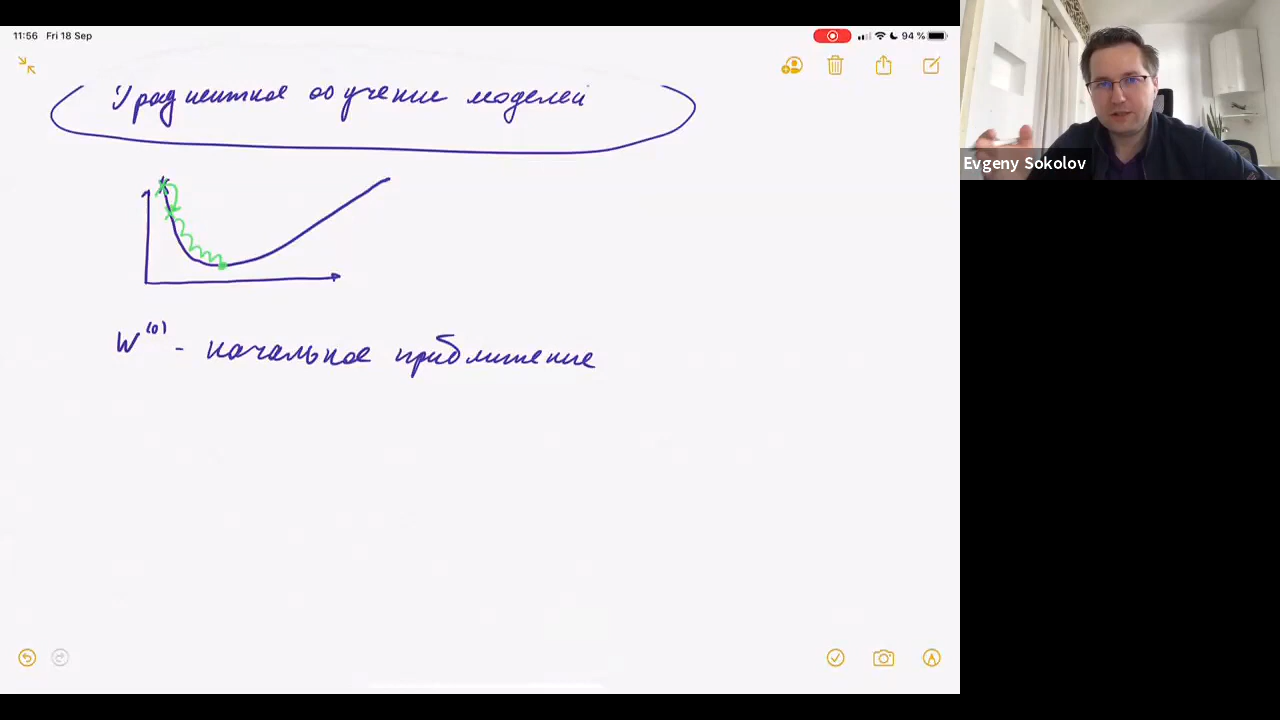 11:56 Fri 18 Sep 94 %
Градиентное обучение моделей
Evgeny Sokolov
w⁽⁰⁾ - начальное приближение